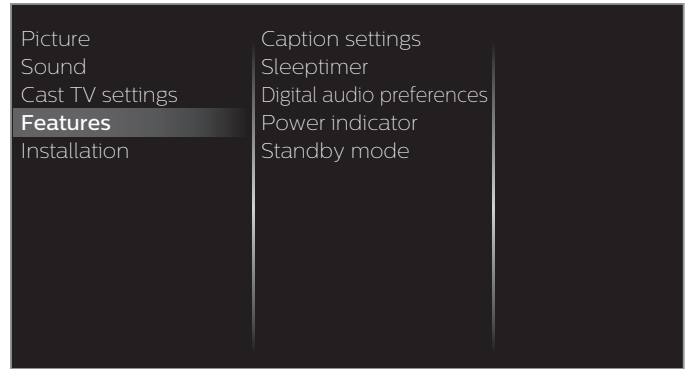 Picture
Sound
Cast TV settings
Features
Installation
Caption settings
Sleeptimer
Digital audio preferences
Power indicator
Standby mode